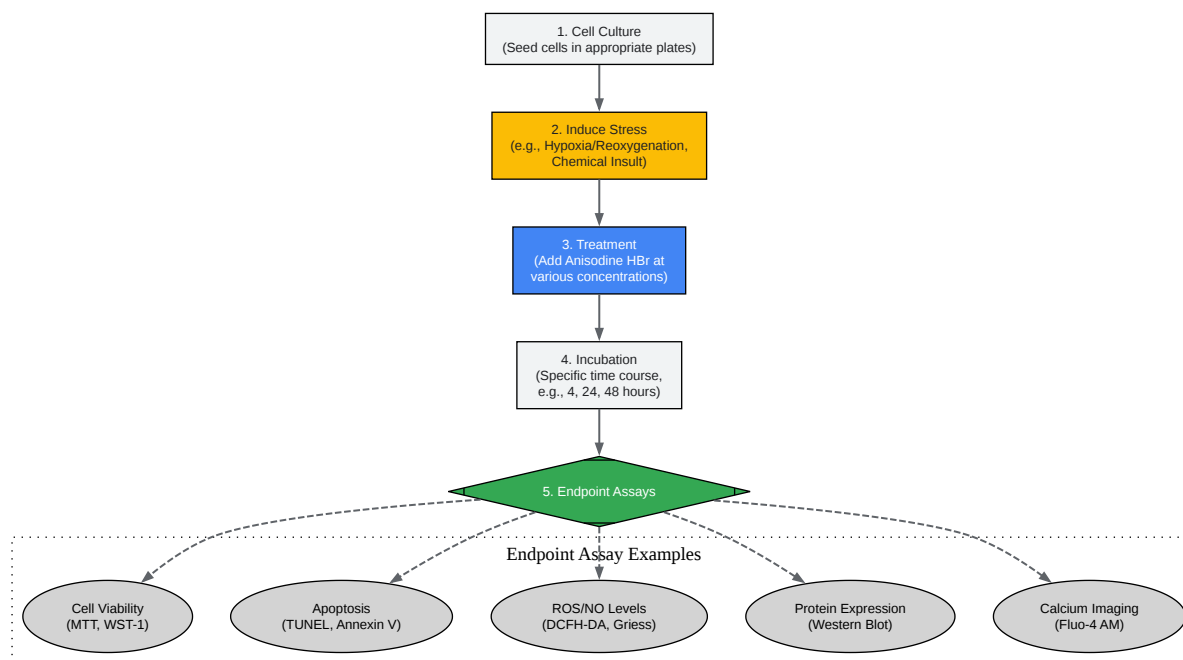 1. Cell Culture
(Seed cells in appropriate plates)
2. Induce Stress
(e.g., Hypoxia/Reoxygenation,
Chemical Insult)
3. Treatment
(Add Anisodine HBr at
various concentrations)
4. Incubation
(Specific time course,
e.g., 4, 24, 48 hours)
5. Endpoint Assays
Endpoint Assay Examples
Cell Viability
(MTT, WST-1)
Apoptosis
(TUNEL, Annexin V)
ROS/NO Levels
(DCFH-DA, Griess)
Protein Expression
(Western Blot)
Calcium Imaging
(Fluo-4 AM)